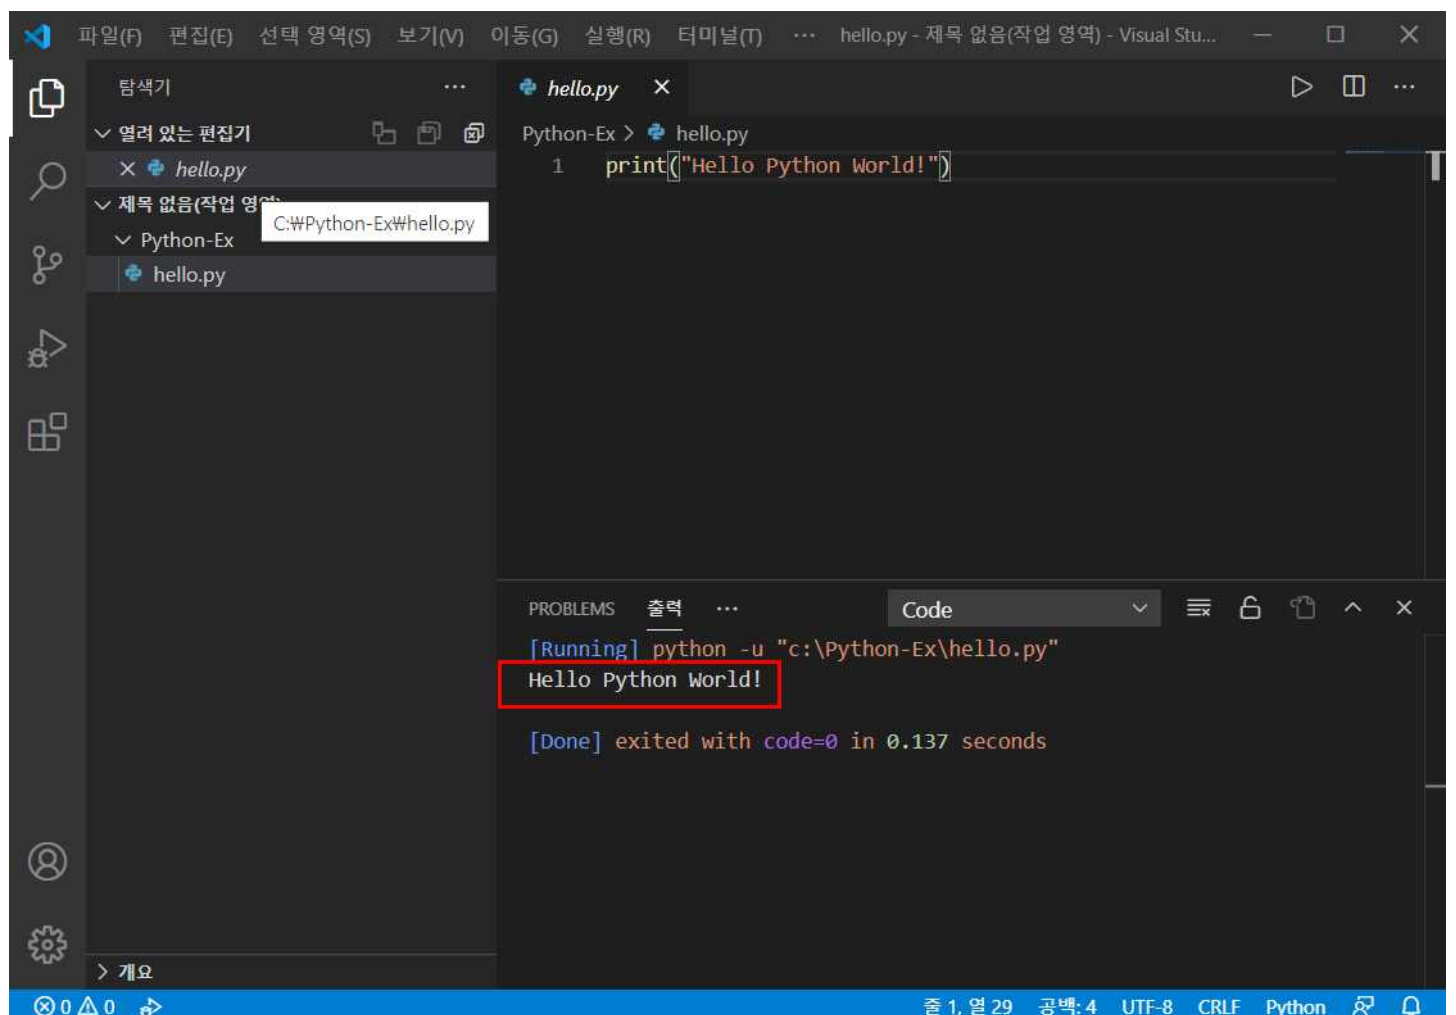 파일(F) 편집(E) 선택 영역(S) 보기(V) 이동(G) 실행(R) 터미널(T) ··· hello.py - 제목 없음(작업 영역) - Visual Stu...
탐색기 ···
열려 있는 편집기
hello.py
제목 없음(작업
C:₩Python-Ex₩hello.py
Python-Ex
hello.py
개요
hello.py
Python-Ex > hello.py
1 print("Hello Python World!")
PROBLEMS 출력 ··· Code
[Running] python -u "c:\Python-Ex\hello.py"
Hello Python World!
[Done] exited with code=0 in 0.137 seconds
0 0 줄 1, 열 29 공백: 4 UTF-8 CRLF Python